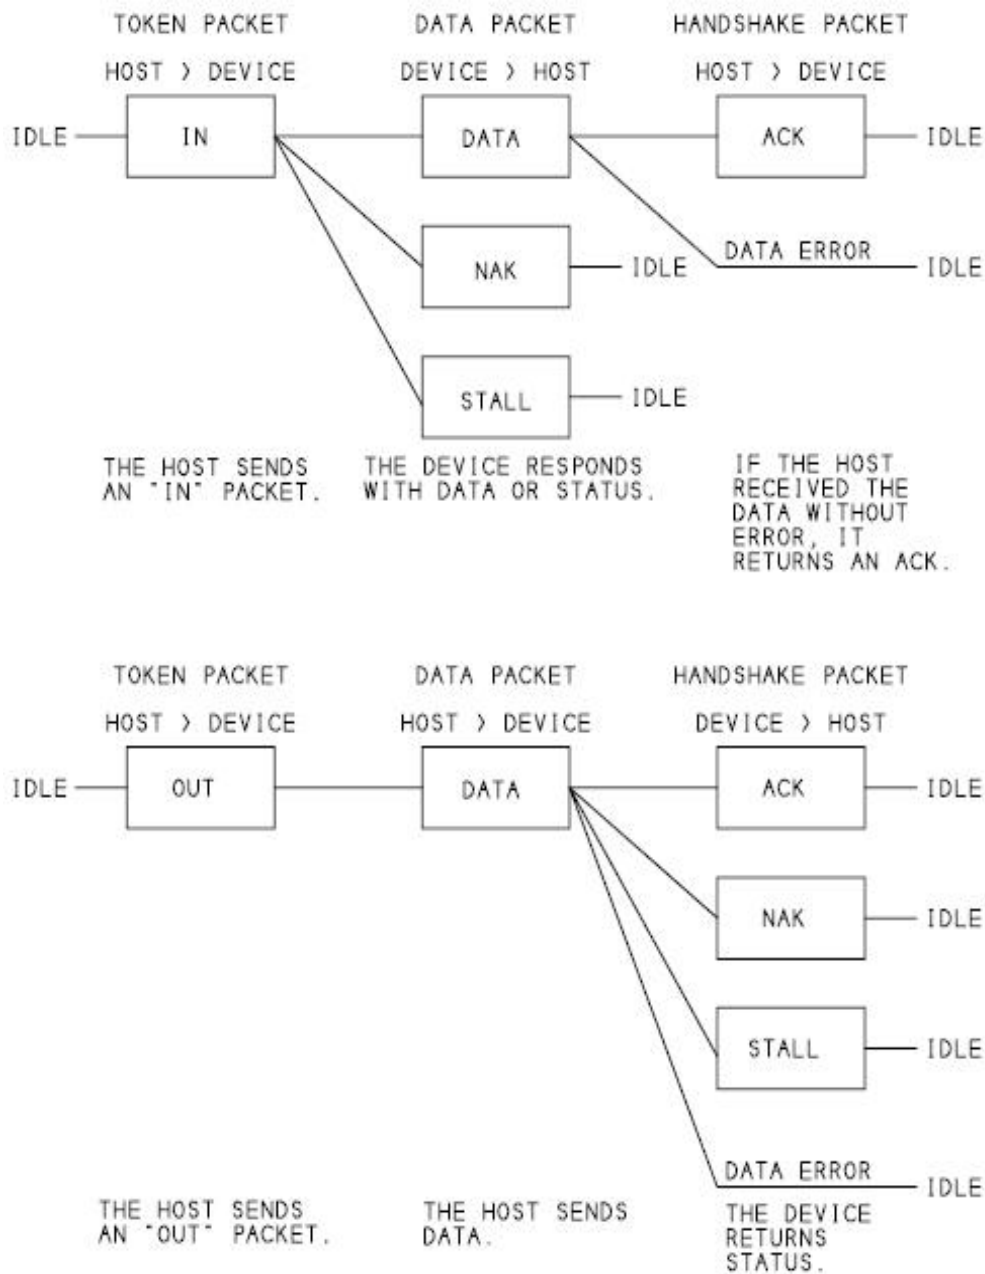 TOKEN PACKET DATA PACKET HANDSHAKE PACKET
HOST > DEVICE DEVICE > HOST HOST > DEVICE
IDLE IN DATA ACK IDLE
NAK IDLE DATA ERROR IDLE
STALL IDLE
THE HOST SENDS
AN "IN" PACKET.
THE DEVICE RESPONDS
WITH DATA OR STATUS.
IF THE HOST
RECEIVED THE
DATA WITHOUT
ERROR, IT
RETURNS AN ACK.
TOKEN PACKET DATA PACKET HANDSHAKE PACKET
HOST > DEVICE HOST > DEVICE DEVICE > HOST
IDLE OUT DATA ACK IDLE
NAK IDLE
STALL IDLE
DATA ERROR IDLE
THE HOST SENDS
AN "OUT" PACKET.
THE HOST SENDS
DATA.
THE DEVICE
RETURNS
STATUS.